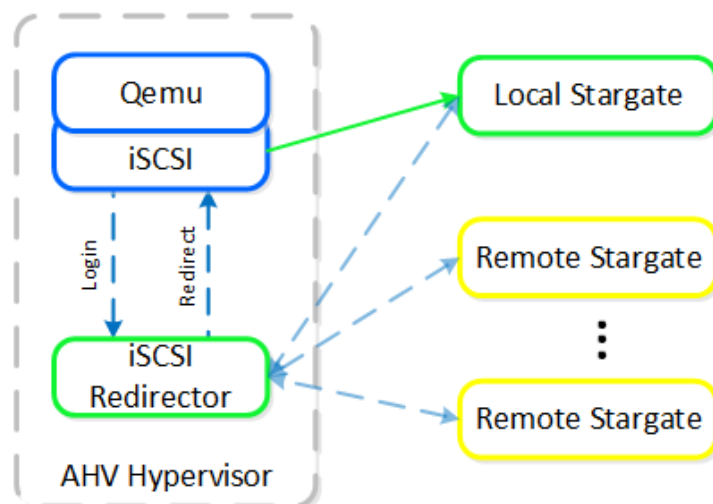 Qemu
iSCSI
Login
Redirect
iSCSI
Redirector
AHV Hypervisor
Local Stargate
Remote Stargate
Remote Stargate